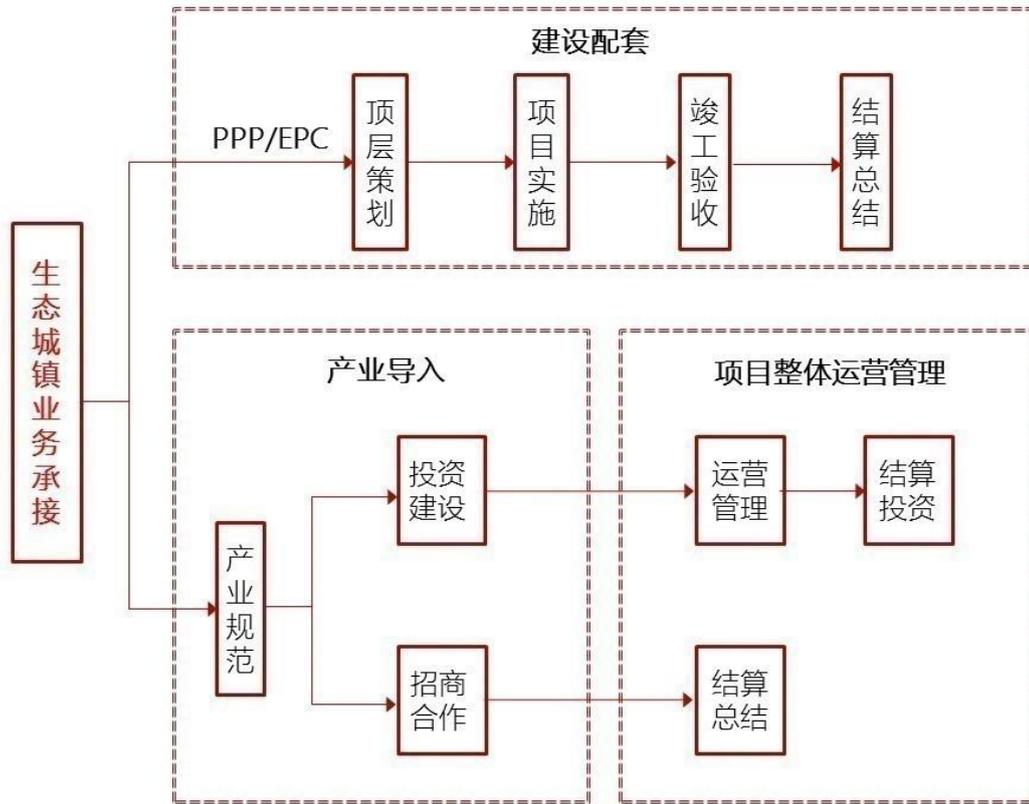 建设配套
PPP/EPC
顶层策划
项目实施
竣工验收
结算总结
生态城镇业务承接
产业导入
项目整体运营管理
投资
建设
运营
管理
结算
投资
产业规范
招商
合作
结算
总结